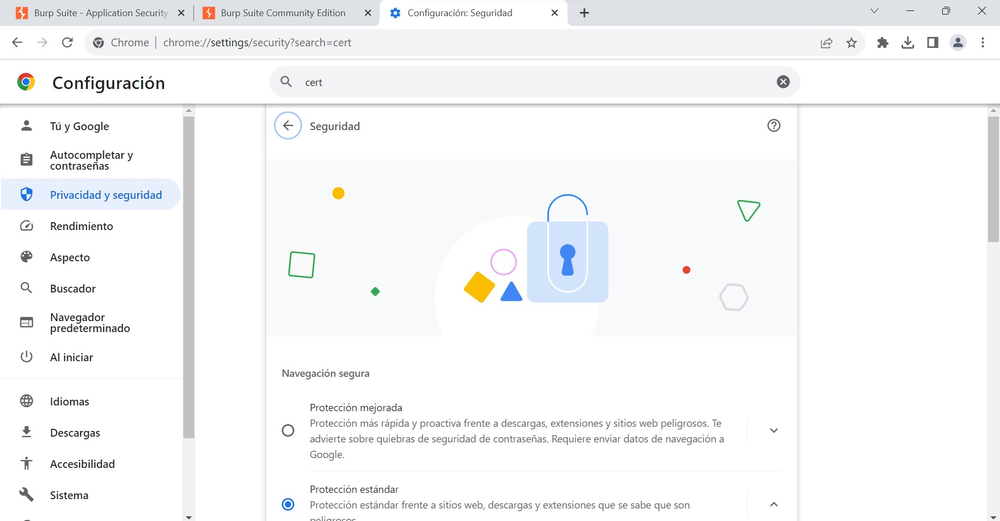 Burp Suite - Application Security
Burp Suite Community Edition
Configuración: Seguridad
Chrome
chrome://settings/security?search=cert
Configuración
cert
Tú y Google
Autocompletar y
contraseñas
Privacidad y seguridad
Rendimiento
Aspecto
Buscador
Navegador
predeterminado
Al iniciar
Idiomas
Descargas
Accesibilidad
Sistema
Seguridad
Navegación segura
Protección mejorada
Protección más rápida y proactiva frente a descargas, extensiones y sitios web peligrosos. Te
advierte sobre quiebras de seguridad de contraseñas. Requiere enviar datos de navegación a
Google.
Protección estándar
Protección estándar frente a sitios web, descargas y extensiones que se sabe que son
peligrosos.